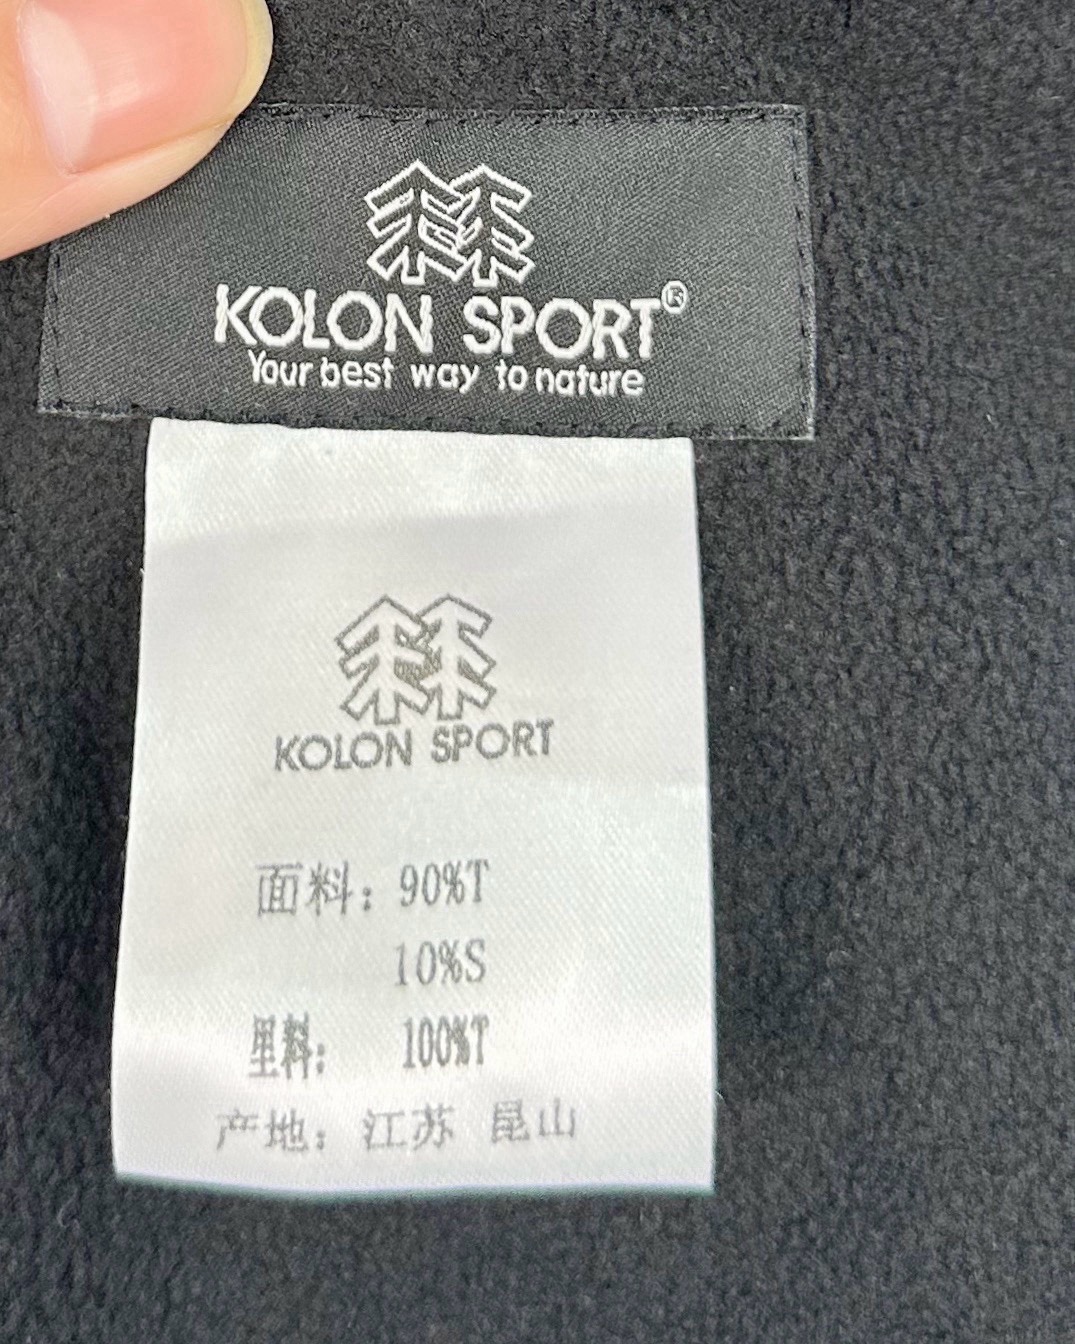 KOLON SPORT®
Your best way to nature
KOLON SPORT
面料：90%T
10%S
里料：100%T
产地：江苏 昆山